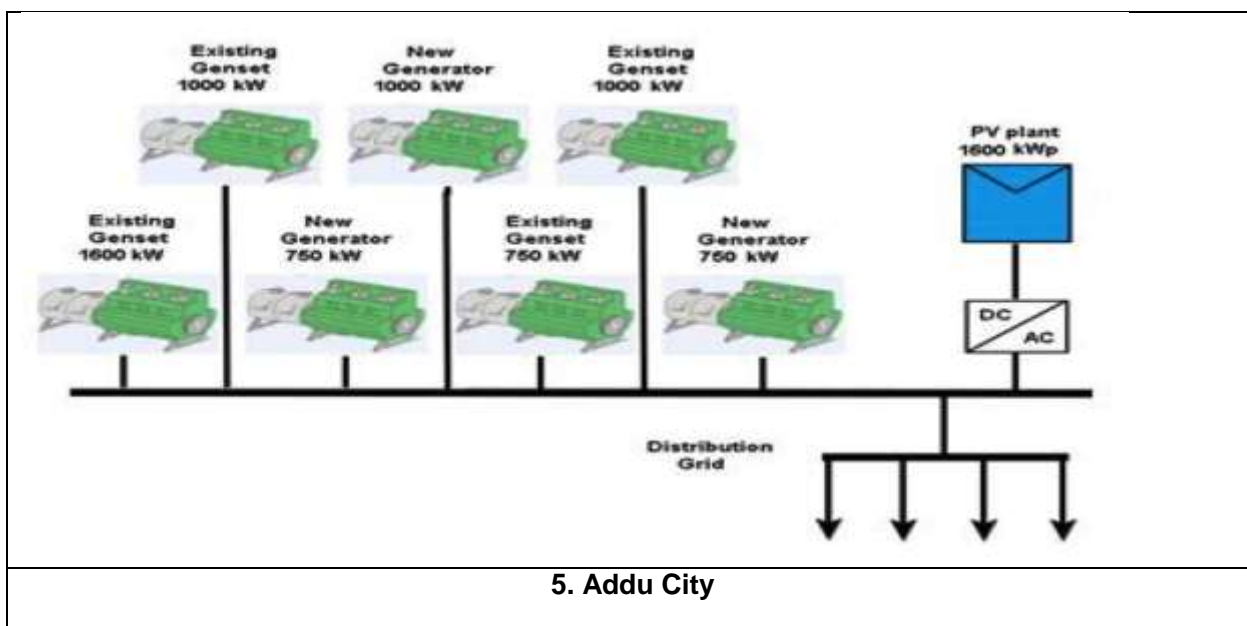 Existing
Genset
1000 kW
New
Generator
1000 kW
Existing
Genset
1000 kW
PV plant
1600 kWp
Existing
Genset
1600 kW
New
Generator
750 kW
Existing
Genset
750 kW
New
Generator
750 kW
DC
AC
Distribution
Grid
5. Addu City